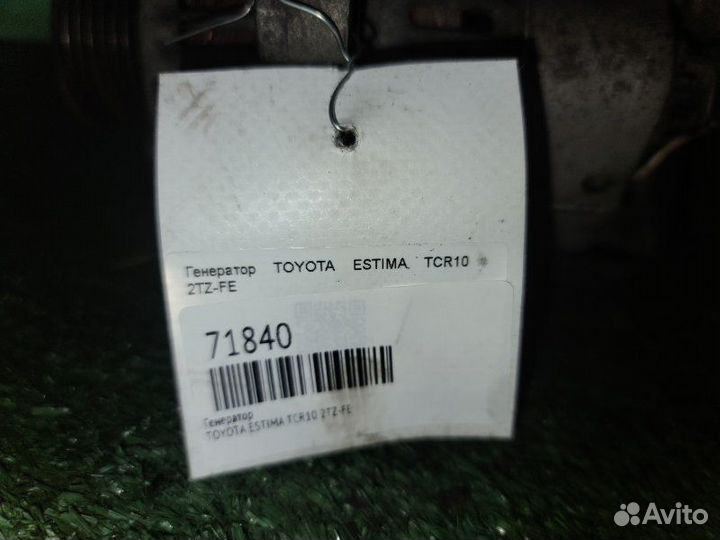 Генератор TOYOTA ESTIMA TCR10
2TZ-FE
71840
Генератор
TOYOTA ESTIMA TCR10 2TZ-FE
Avito